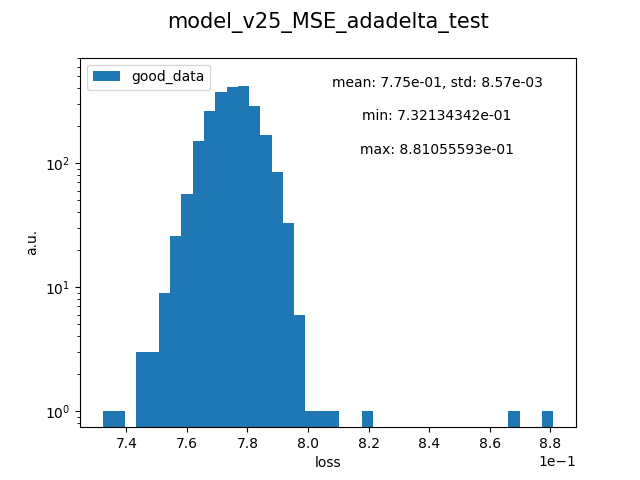 model_v25_MSE_adadelta_test
good_data
mean: 7.75e-01, std: 8.57e-03
min: 7.32134342e-01
max: 8.81055593e-01
a.u.
10²
10¹
10⁰
7.4 7.6 7.8 8.0 8.2 8.4 8.6 8.8
1e−1
loss